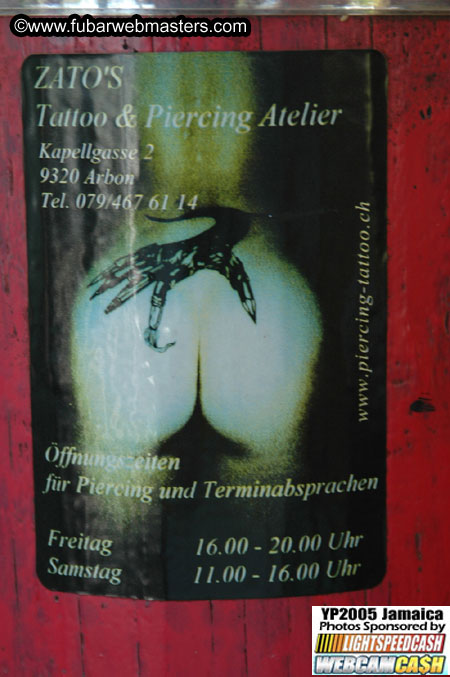 www.fubarwebmasters.com
ZATO'S
Tattoo & Piercing Atelier
Kapellgasse 2
9320 Arbon
Tel. 079/467 61 14
www.piercing-tattoo.ch
Öffnungszeiten
für Piercing und Terminabsprachen
Freitag 16.00 - 20.00 Uhr
Samstag 11.00 - 16.00 Uhr
YP2005 Jamaica
Photos Sponsored by
LIGHTSPEEDCASH
WEBCAMCA$H